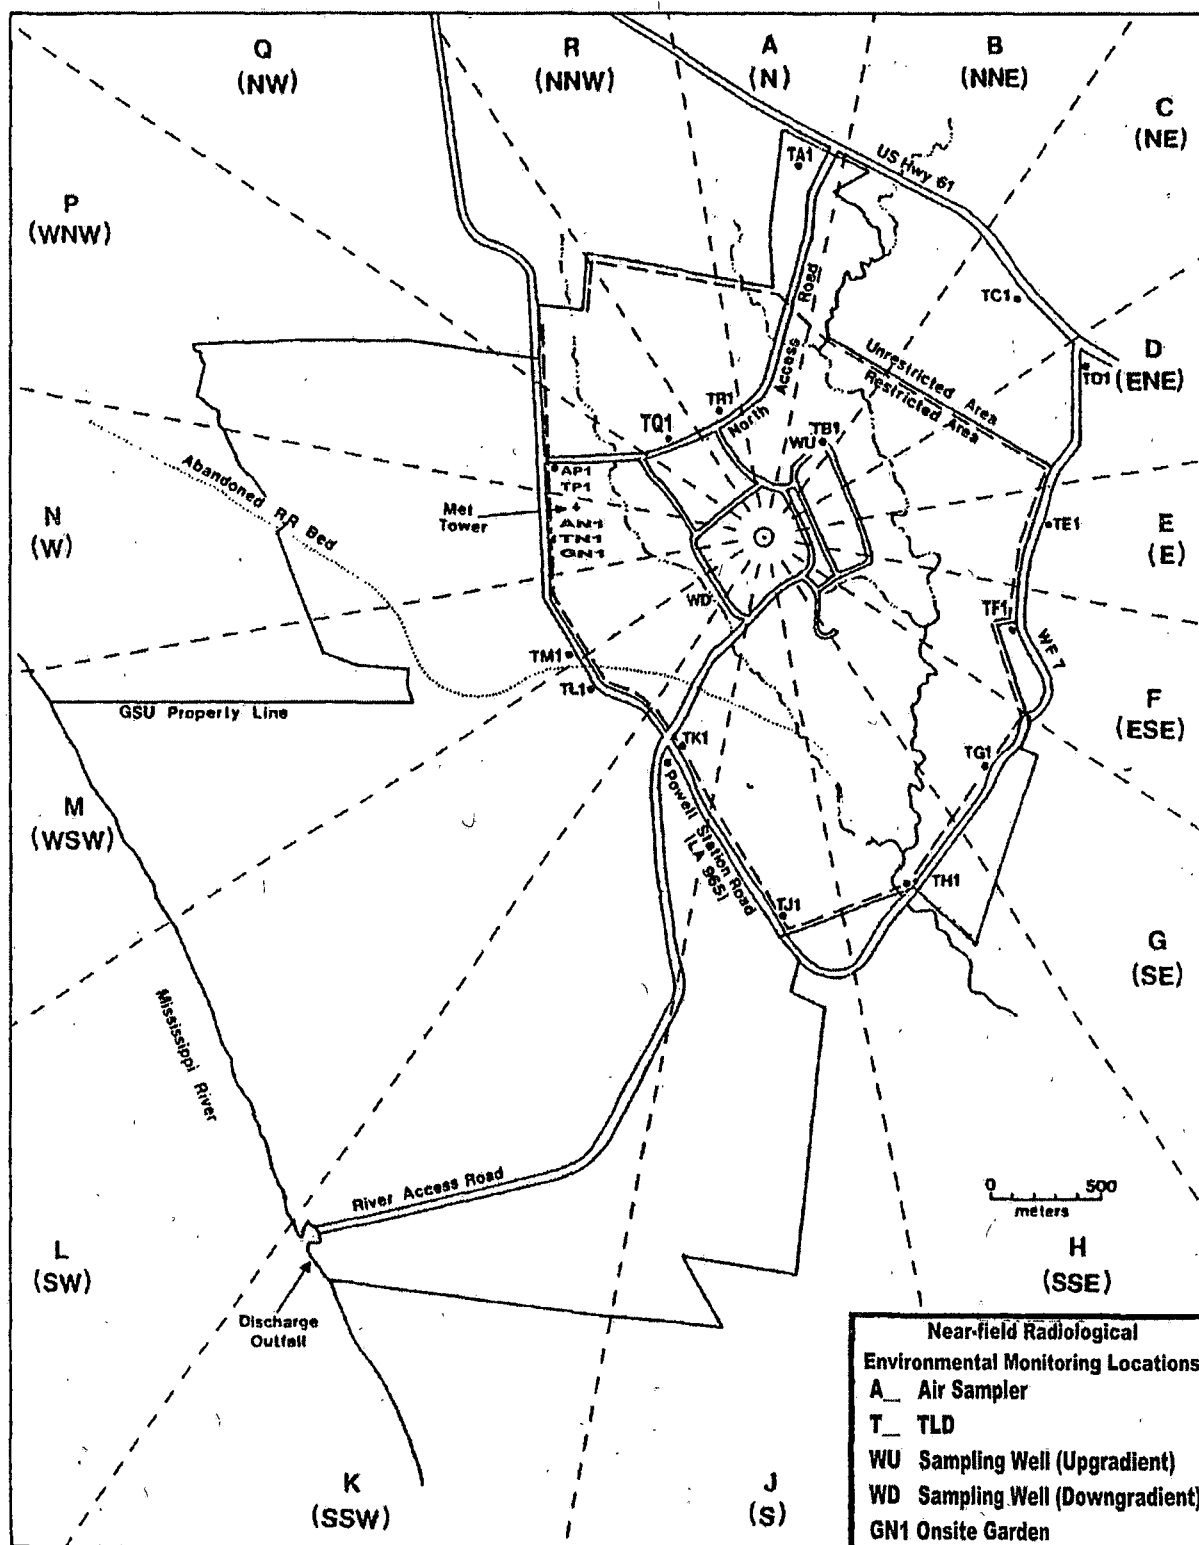 Q
(NW)
R
(NNW)
A
(N)
B
(NNE)
C
(NE)
P
(WNW)
US Hwy 61
TA1
TC1
D
(ENE)
TD1
North Access Road
Unrestricted Area
Restricted Area
TR1
TQ1
TB1
WU
AP1
TP1
Met
Tower
AN1
TN1
GN1
Abandoned RR Bed
N
(W)
TE1
E
(E)
WD
TF1
WF 7
TM1
TL1
GSU Property Line
F
(ESE)
TK1
TG1
Powell Station Road
(LA 965)
M
(WSW)
TH1
TJ1
G
(SE)
Mississippi River
River Access Road
0 500
meters
L
(SW)
H
(SSE)
Discharge
Outfall
K
(SSW)
J
(S)
Near-field Radiological
Environmental Monitoring Locations
A_ Air Sampler
T_ TLD
WU Sampling Well (Upgradient)
WD Sampling Well (Downgradient)
GN1 Onsite Garden